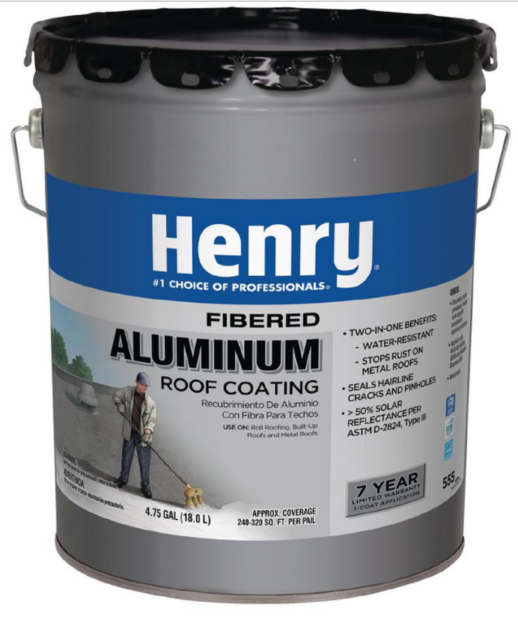 Henry®
#1 CHOICE OF PROFESSIONALS®
FIBERED
ALUMINUM
ROOF COATING
Recubrimiento De Aluminio
Con Fibra Para Techos
USE ON: Roll Roofing, Built-Up
Roofs and Metal Roofs
• TWO-IN-ONE BENEFITS:
- WATER-RESISTANT
- STOPS RUST ON
METAL ROOFS
• SEALS HAIRLINE
CRACKS AND PINHOLES
• > 50% SOLAR
REFLECTANCE PER
ASTM D-2824, Type III
7 YEAR
LIMITED WARRANTY
1-COAT APPLICATION
555
4.75 GAL (18.0 L)
APPROX. COVERAGE
240-320 SQ. FT. PER PAIL